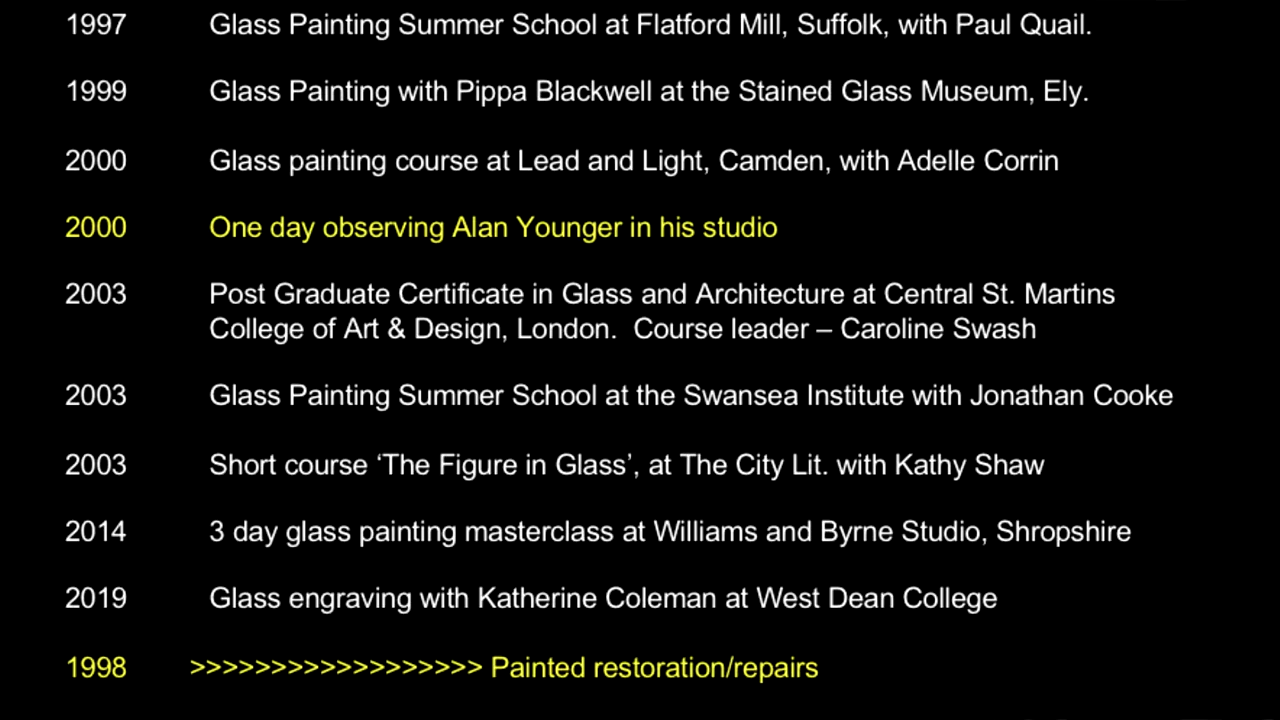 1997 Glass Painting Summer School at Flatford Mill, Suffolk, with Paul Quail.
1999 Glass Painting with Pippa Blackwell at the Stained Glass Museum, Ely.
2000 Glass painting course at Lead and Light, Camden, with Adelle Corrin
2000 One day observing Alan Younger in his studio
2003 Post Graduate Certificate in Glass and Architecture at Central St. Martins
College of Art & Design, London. Course leader – Caroline Swash
2003 Glass Painting Summer School at the Swansea Institute with Jonathan Cooke
2003 Short course ‘The Figure in Glass’, at The City Lit. with Kathy Shaw
2014 3 day glass painting masterclass at Williams and Byrne Studio, Shropshire
2019 Glass engraving with Katherine Coleman at West Dean College
1998 >>>>>>>>>>>>>>>>>> Painted restoration/repairs